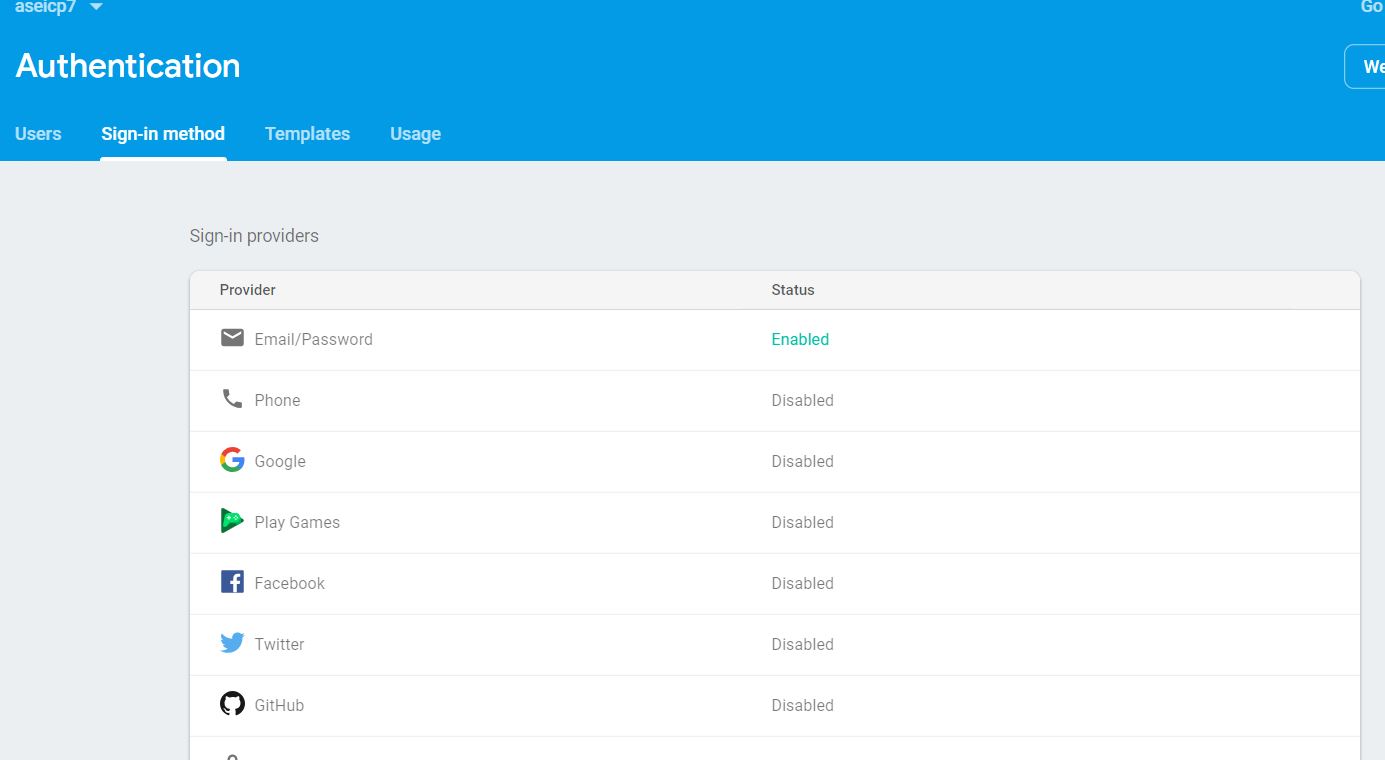 aseicp7
Go
Authentication
We
Users Sign-in method Templates Usage
Sign-in providers
Provider Status
Email/Password Enabled
Phone Disabled
Google Disabled
Play Games Disabled
Facebook Disabled
Twitter Disabled
GitHub Disabled